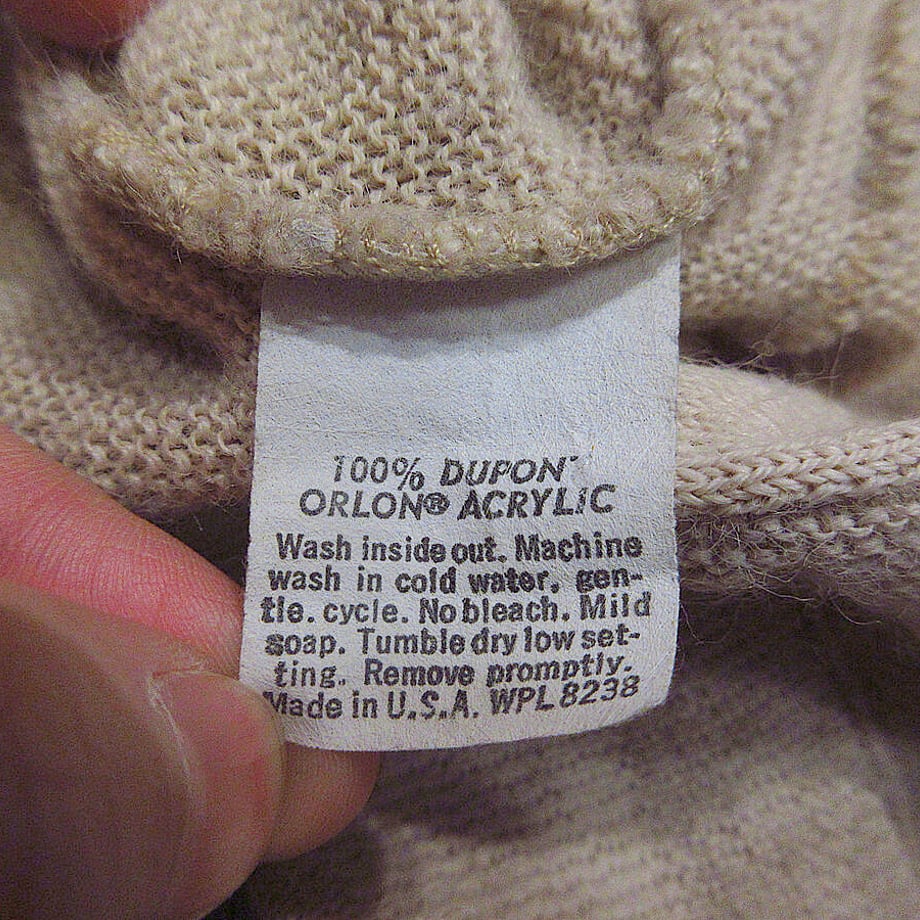 100% DUPONT
ORLON® ACRYLIC
Wash inside out. Machine
wash in cold water, gen-
tle. cycle. No bleach. Mild
soap. Tumble dry low set-
ting. Remove promptly.
Made in U.S.A. WPL 8238